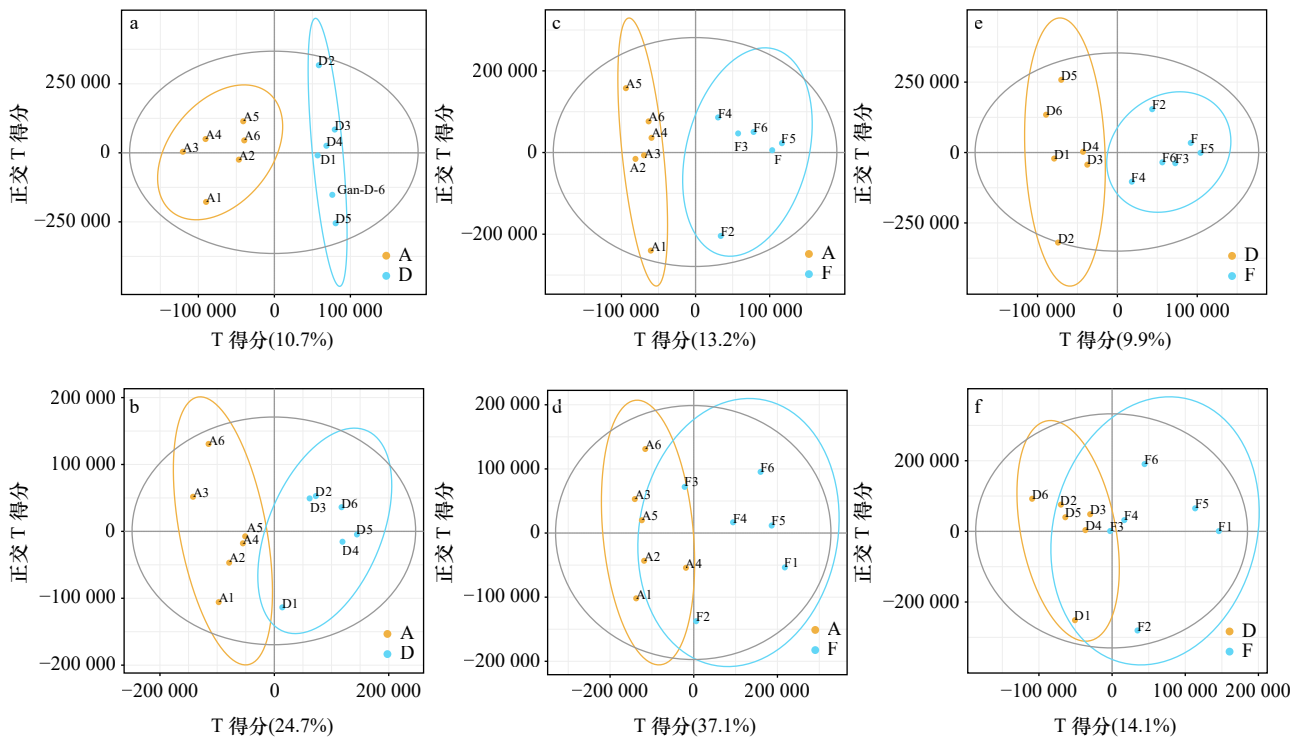 a
正交 T 得分
250 000
0
−250 000
D2
A5
D3
A4
A6
D4
A3
A2
D1
Gan-D-6
A1
D5
A
D
−100 000 0 100 000
T 得分(10.7%)
c
正交 T 得分
200 000
0
−200 000
A5
F4
A6
A4
F6
F5
F3
A3
F
A2
A1
F2
A
F
−100 000 0 100 000
T 得分(13.2%)
e
正交 T 得分
250 000
0
−250 000
D5
D6
F2
F
D4
F5
D1
D3
F6
F3
F4
D2
D
F
−100 000 0 100 000
T 得分(9.9%)
b
正交 T 得分
200 000
100 000
0
−100 000
−200 000
A6
A3
D2
D3
D6
A5
A4
D5
D4
A2
A1
D1
A
D
−200 000 0 200 000
T 得分(24.7%)
d
正交 T 得分
200 000
100 000
0
−100 000
−200 000
A6
F6
F3
A3
A5
F4
F5
A2
A4
F1
A1
F2
A
F
−200 000 0 200 000
T 得分(37.1%)
f
正交 T 得分
200 000
0
−200 000
F6
D6
D2
D5
D3
F4
F5
D4
F3
F1
D1
F2
D
F
−100 000 0 100 000 200 000
T 得分(14.1%)